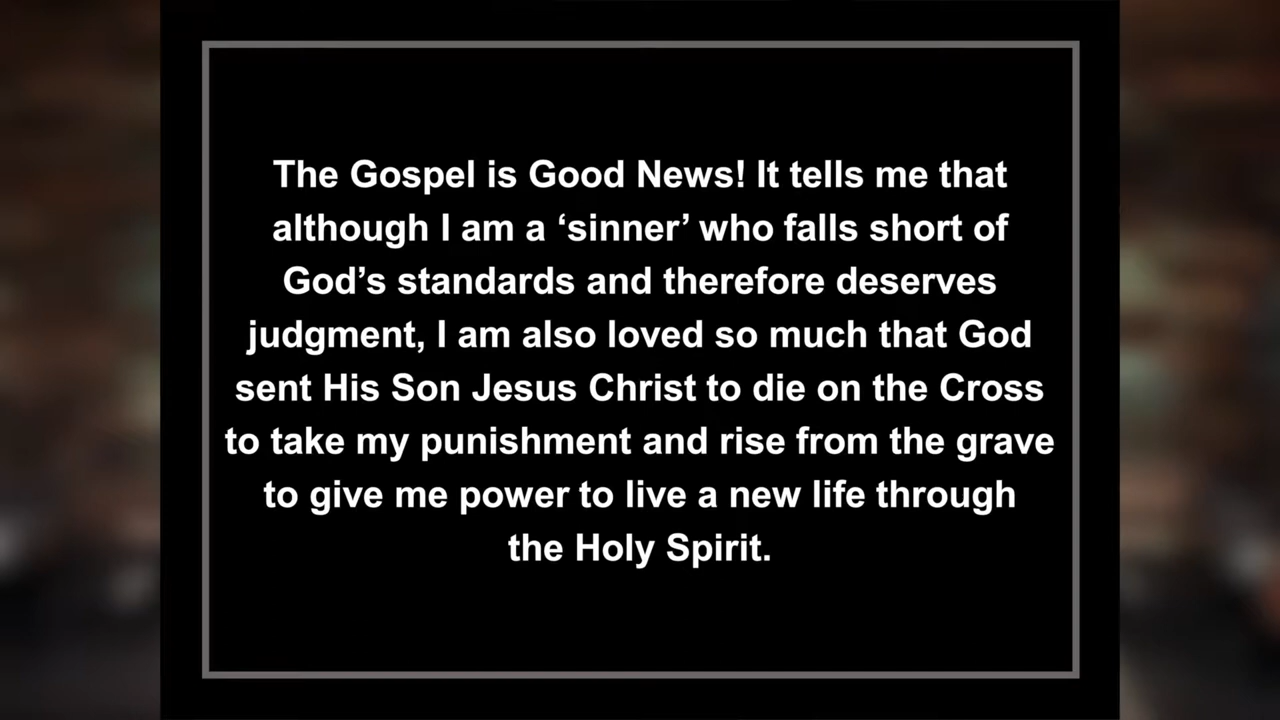 The Gospel is Good News! It tells me that
although I am a ‘sinner’ who falls short of
God’s standards and therefore deserves
judgment, I am also loved so much that God
sent His Son Jesus Christ to die on the Cross
to take my punishment and rise from the grave
to give me power to live a new life through
the Holy Spirit.